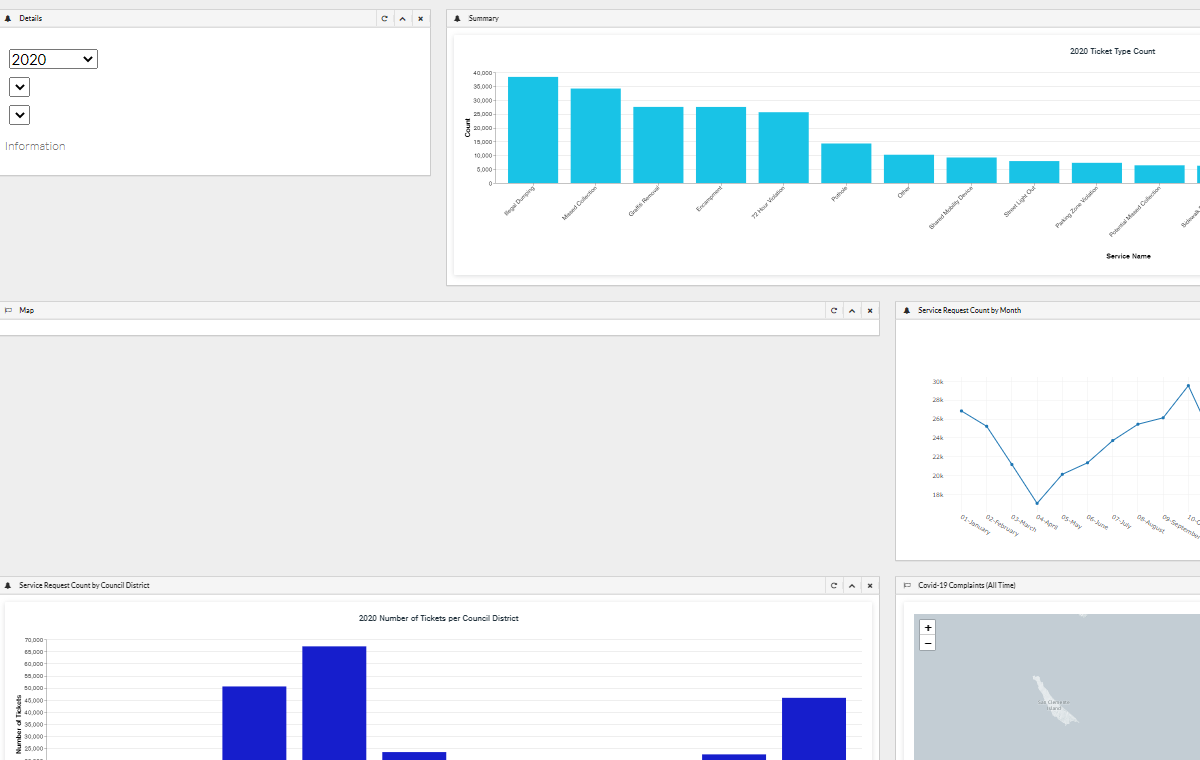 Details
2020
Information
Summary
2020 Ticket Type Count
Count
40,000
35,000
30,000
25,000
20,000
15,000
10,000
5,000
0
Illegal Dumping
Missed Collection
Graffiti Removal
Encampment
72 Hour Violation
Pothole
Other
Shared Mobility Device
Street Light Out
Parking Zone Violation
Potential Missed Collection
Sidewalk
Service Name
Map
Service Request Count by Month
30k
28k
26k
24k
22k
20k
18k
01-January
02-February
03-March
04-April
05-May
06-June
07-July
08-August
09-September
Service Request Count by Council District
2020 Number of Tickets per Council District
Number of Tickets
70,000
65,000
60,000
55,000
50,000
45,000
40,000
35,000
30,000
25,000
Covid-19 Complaints (All Time)
+
−
San Clemente
Island